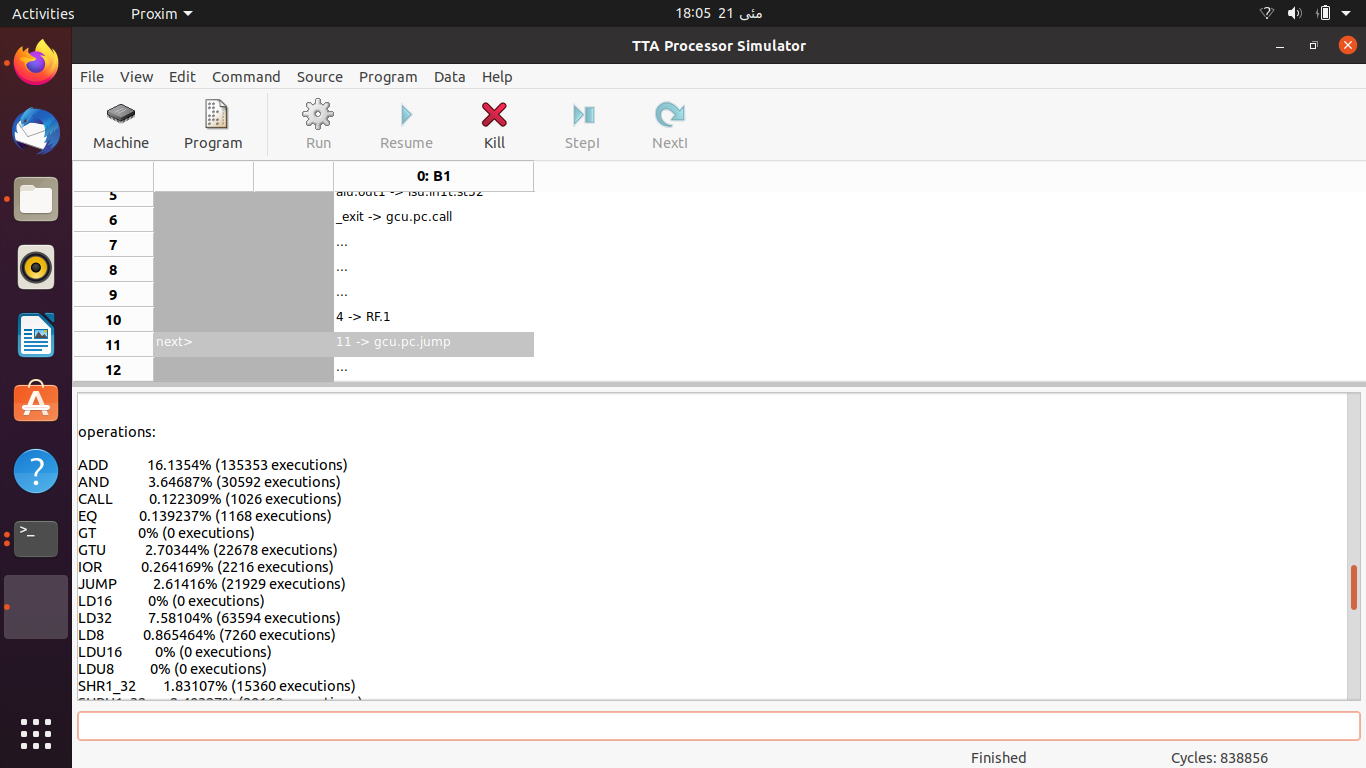 Activities Proxim 18:05 21 مئی
TTA Processor Simulator
File View Edit Command Source Program Data Help
Machine Program Run Resume Kill StepI NextI
0: B1
5
6 _exit -> gcu.pc.call
7 ...
8 ...
9 ...
10 4 -> RF.1
11 next> 11 -> gcu.pc.jump
12 ...
operations:
ADD 16.1354% (135353 executions)
AND 3.64687% (30592 executions)
CALL 0.122309% (1026 executions)
EQ 0.139237% (1168 executions)
GT 0% (0 executions)
GTU 2.70344% (22678 executions)
IOR 0.264169% (2216 executions)
JUMP 2.61416% (21929 executions)
LD16 0% (0 executions)
LD32 7.58104% (63594 executions)
LD8 0.865464% (7260 executions)
LDU16 0% (0 executions)
LDU8 0% (0 executions)
SHR1_32 1.83107% (15360 executions)
Finished Cycles: 838856